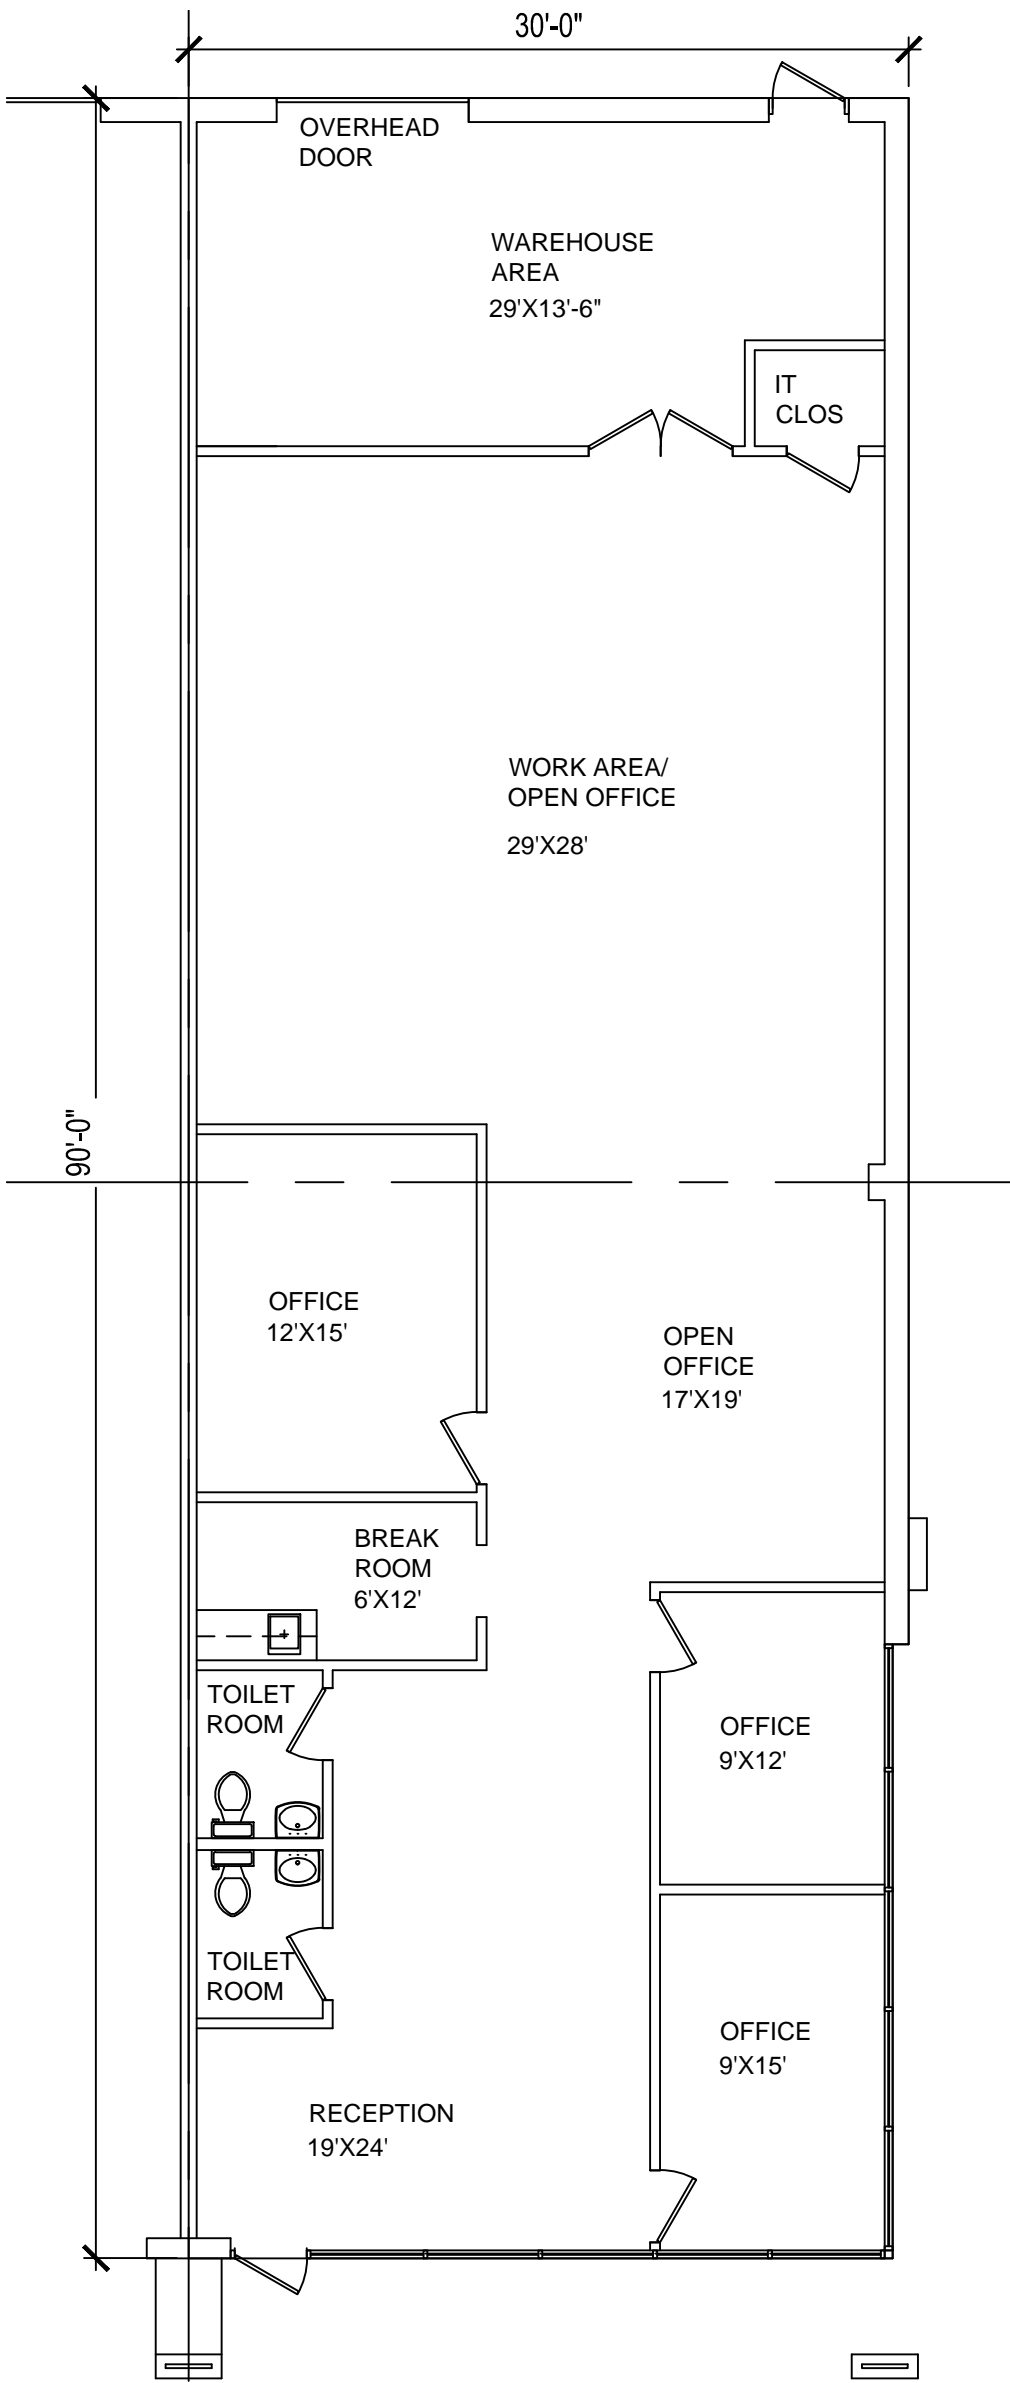 30'-0"
OVERHEAD
DOOR
WAREHOUSE
AREA
29'X13'-6"
IT
CLOS
WORK AREA/
OPEN OFFICE
29'X28'
90'-0"
OFFICE
12'X15'
OPEN
OFFICE
17'X19'
BREAK
ROOM
6'X12'
TOILET
ROOM
OFFICE
9'X12'
TOILET
ROOM
OFFICE
9'X15'
RECEPTION
19'X24'